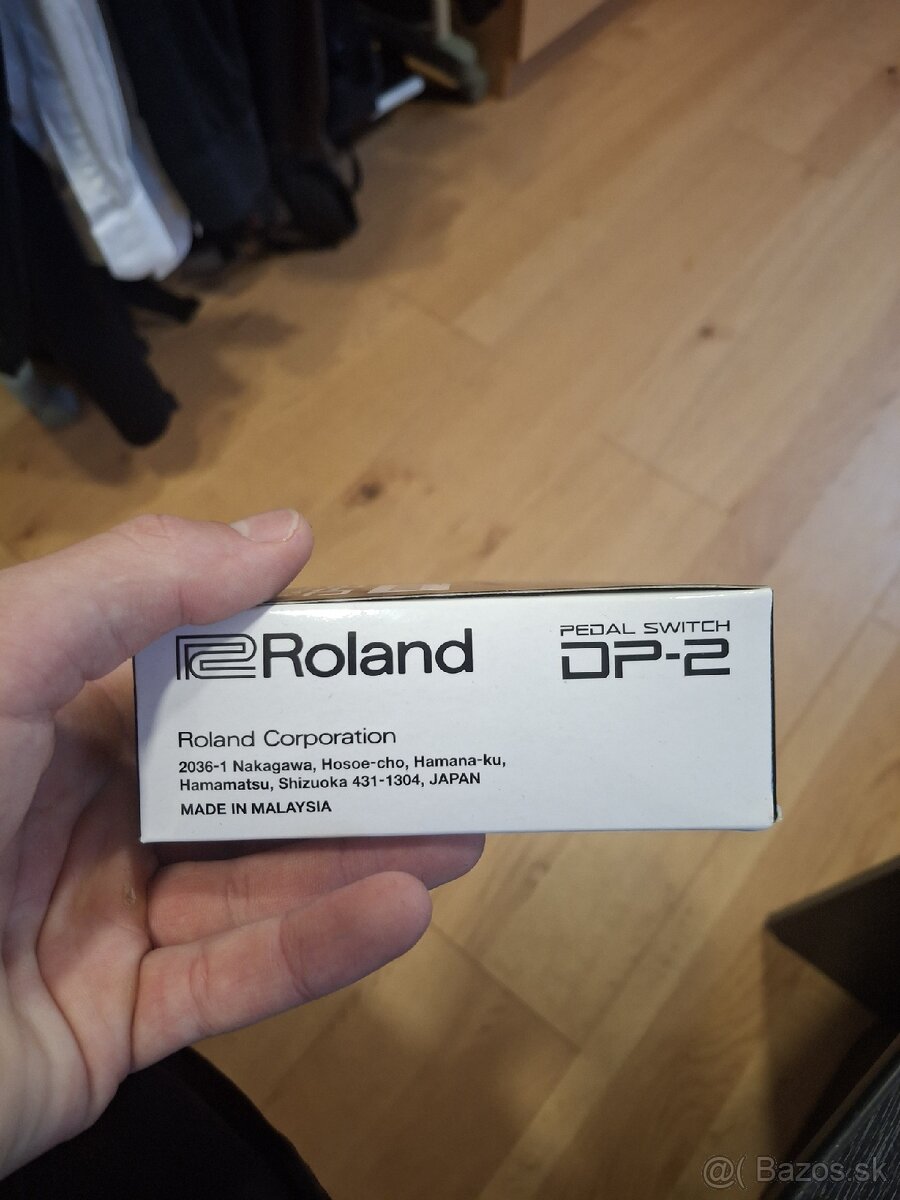 Roland
PEDAL SWITCH
DP-2
Roland Corporation
2036-1 Nakagawa, Hosoe-cho, Hamana-ku,
Hamamatsu, Shizuoka 431-1304, JAPAN
MADE IN MALAYSIA
@( Bazos.sk